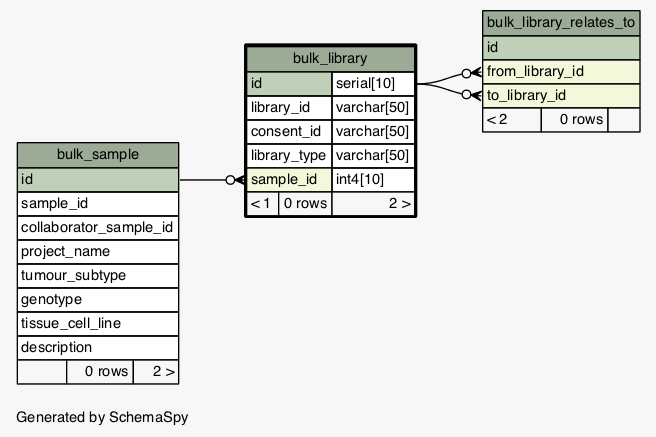 bulk_library_relates_to
id
from_library_id
to_library_id
< 2 0 rows
bulk_library
id serial[10]
library_id varchar[50]
consent_id varchar[50]
library_type varchar[50]
sample_id int4[10]
< 1 0 rows 2 >
bulk_sample
id
sample_id
collaborator_sample_id
project_name
tumour_subtype
genotype
tissue_cell_line
description
0 rows 2 >
Generated by SchemaSpy